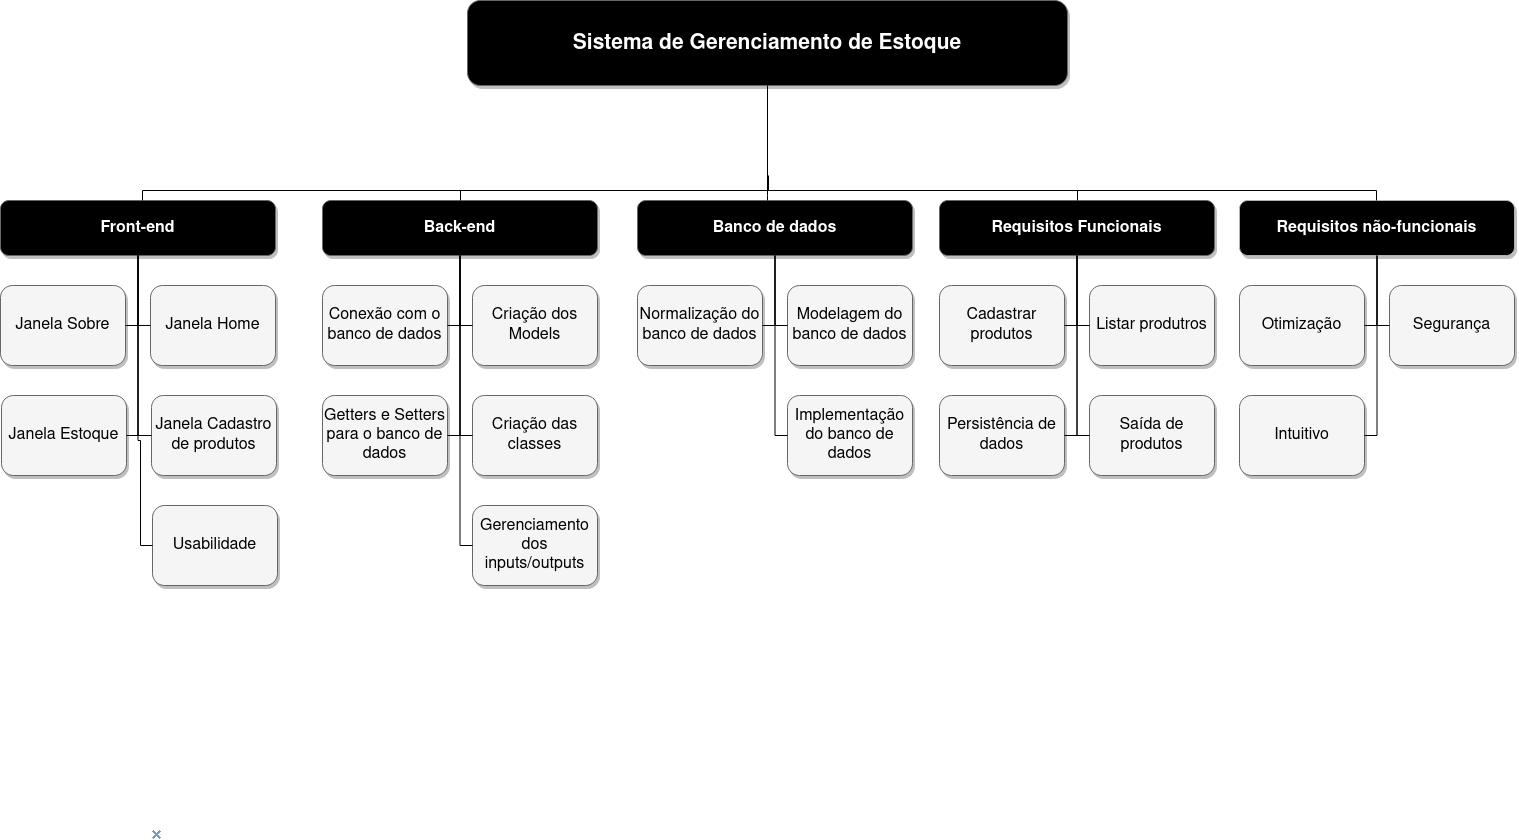 Sistema de Gerenciamento de Estoque
Front-end
Back-end
Banco de dados
Requisitos Funcionais
Requisitos não-funcionais
Janela Sobre
Janela Home
Janela Estoque
Janela Cadastro
de produtos
Usabilidade
Conexão com o
banco de dados
Criação dos
Models
Getters e Setters
para o banco de
dados
Criação das
classes
Gerenciamento
dos
inputs/outputs
Normalização do
banco de dados
Modelagem do
banco de dados
Implementação
do banco de
dados
Cadastrar
produtos
Listar produtros
Persistência de
dados
Saída de
produtos
Otimização
Segurança
Intuitivo